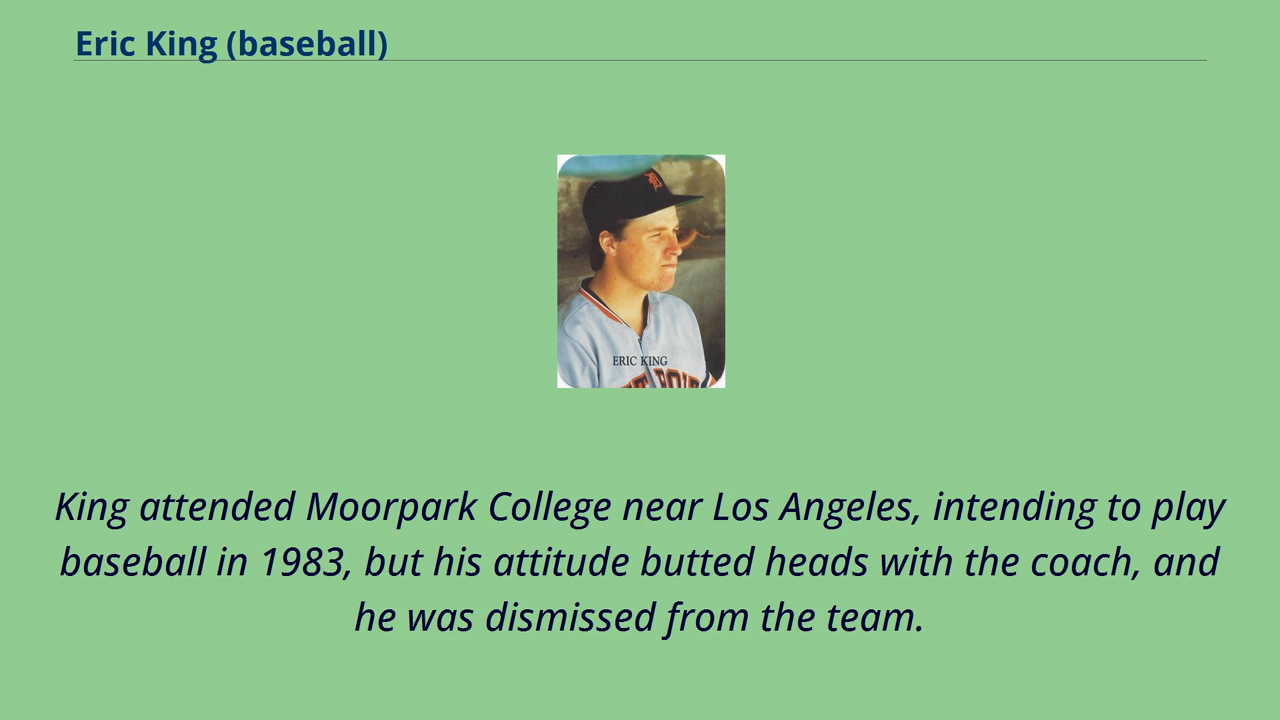 Eric King (baseball)
D
ERIC KING
King attended Moorpark College near Los Angeles, intending to play
baseball in 1983, but his attitude butted heads with the coach, and
he was dismissed from the team.